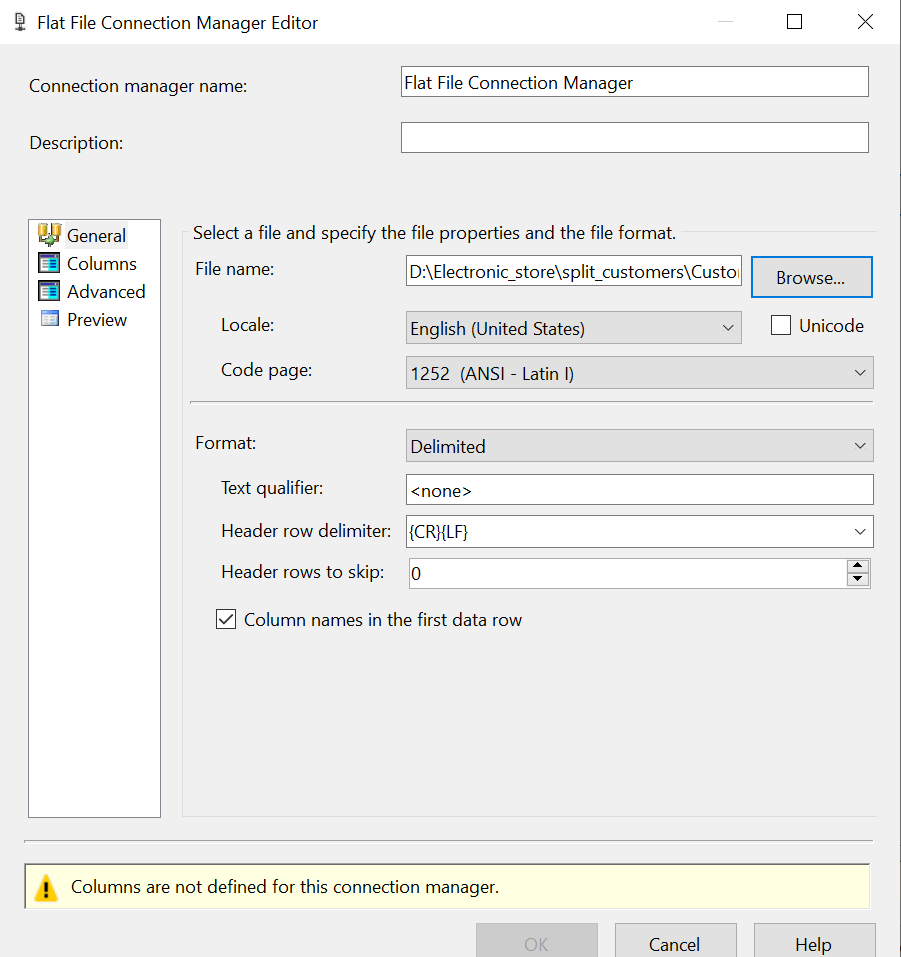 Flat File Connection Manager Editor
Connection manager name: Flat File Connection Manager
Description:
General
Columns
Advanced
Preview
Select a file and specify the file properties and the file format.
File name: D:\Electronic_store\split_customers\Custo Browse...
Locale: English (United States) Unicode
Code page: 1252 (ANSI - Latin I)
Format: Delimited
Text qualifier: <none>
Header row delimiter: {CR}{LF}
Header rows to skip: 0
Column names in the first data row
Columns are not defined for this connection manager.
OK Cancel Help